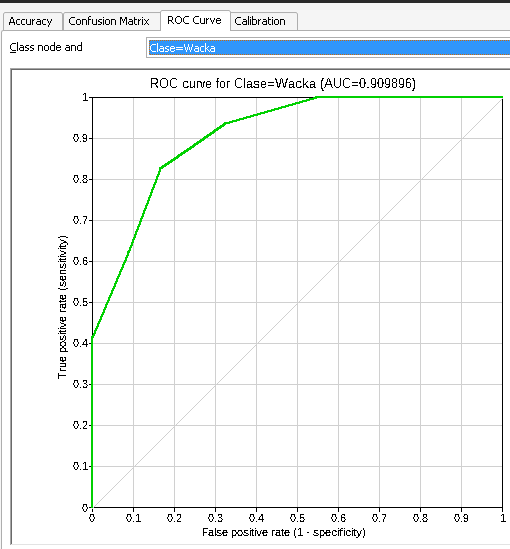 Accuracy Confusion Matrix ROC Curve Calibration
Class node and Clase=Wacka
ROC curve for Clase=Wacka (AUC=0.909896)
1
0.9
0.8
0.7
0.6
0.5
0.4
0.3
0.2
0.1
0
True positive rate (sensitivity)
0 0.1 0.2 0.3 0.4 0.5 0.6 0.7 0.8 0.9 1
False positive rate (1 - specificity)